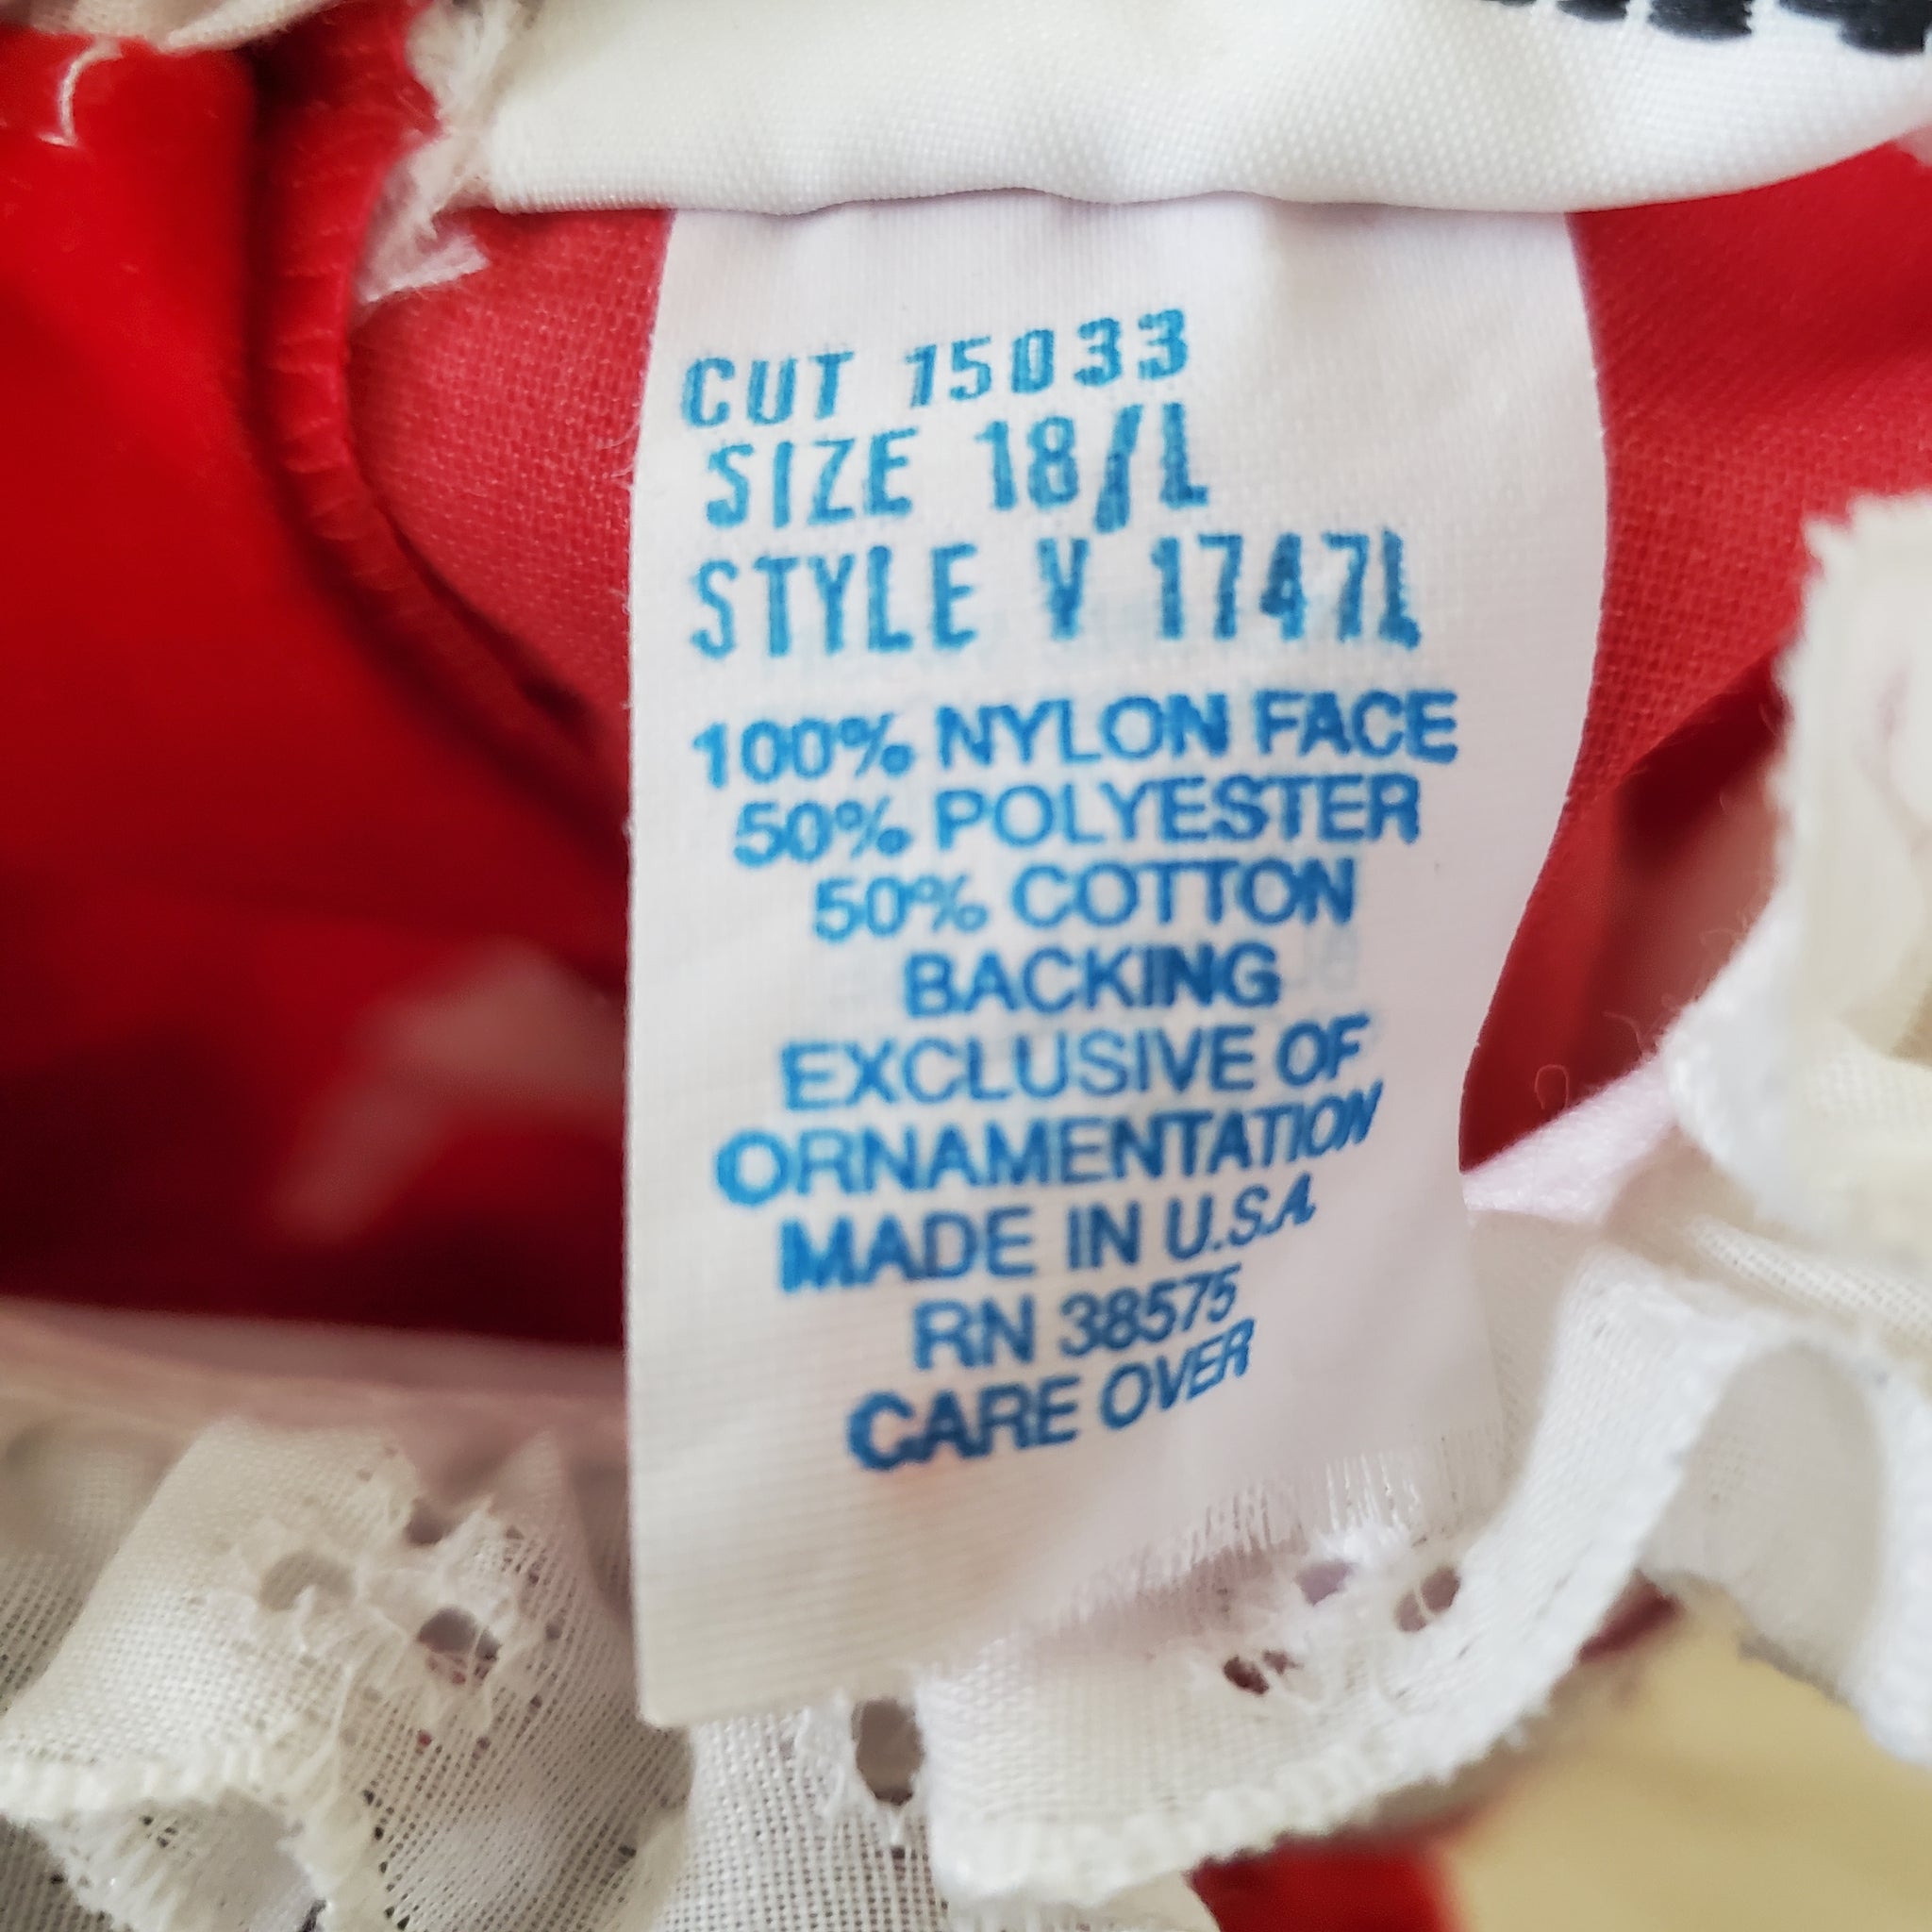 CUT 15033
SIZE 18/L
STYLE V 1747L
100% NYLON FACE
50% POLYESTER
50% COTTON
BACKING
EXCLUSIVE OF
ORNAMENTATION
MADE IN U.S.A.
RN 38575
CARE OVER